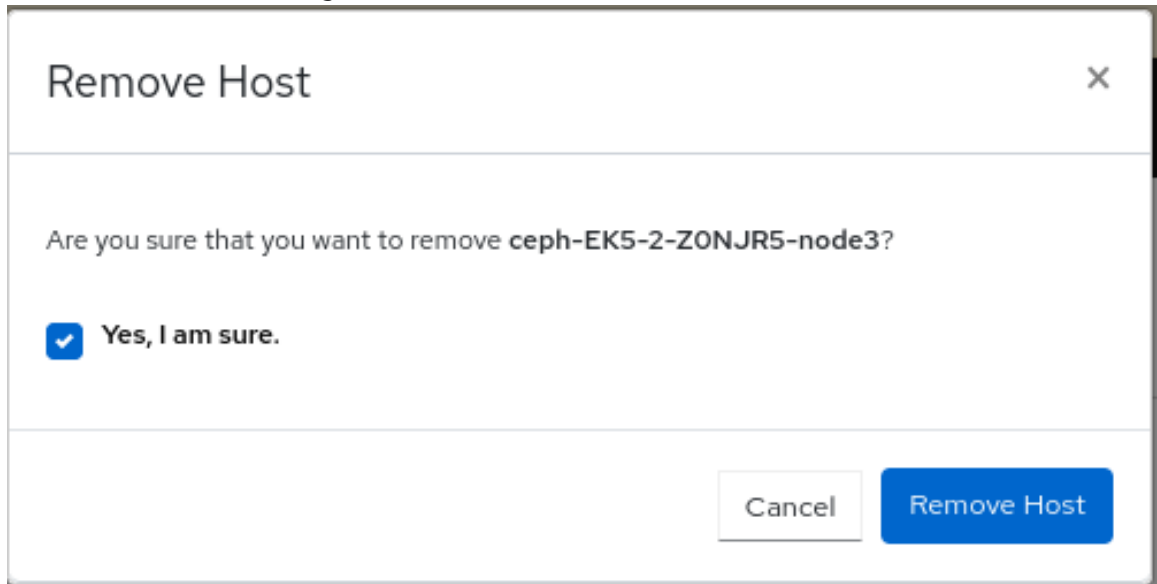 Remove Host
Are you sure that you want to remove ceph-EK5-2-Z0NJR5-node3?
Yes, I am sure.
Cancel
Remove Host